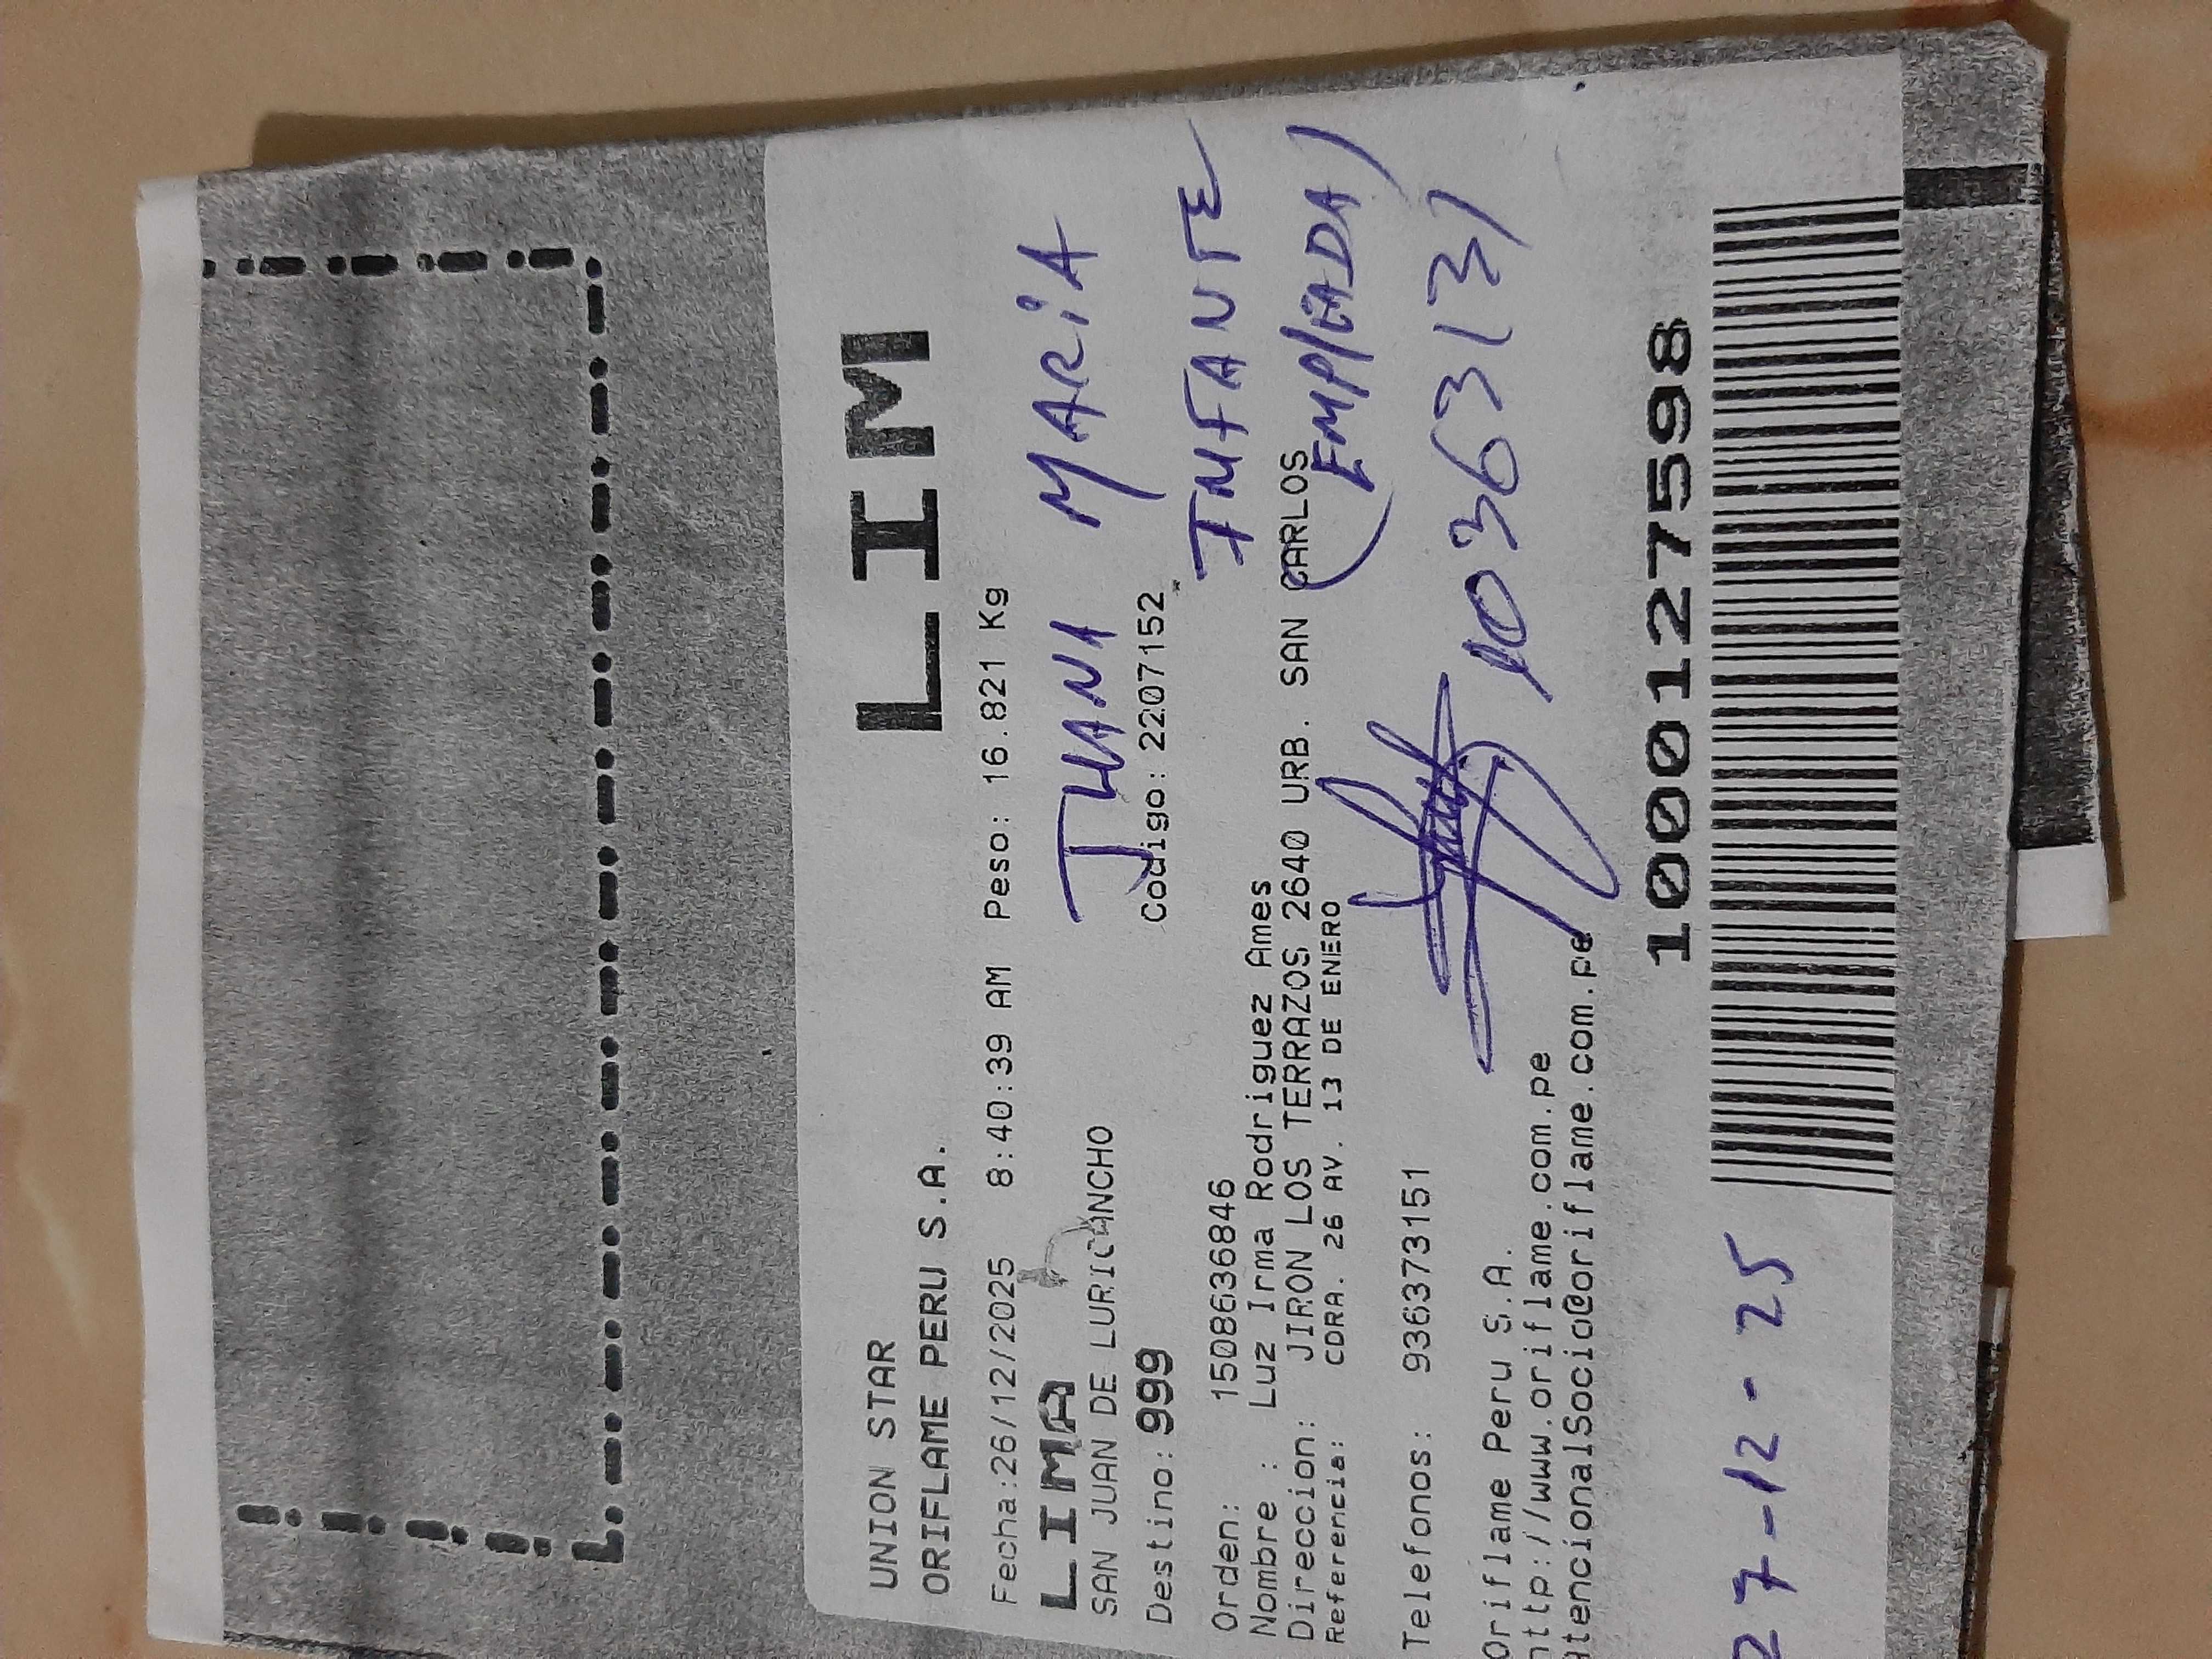 LIM
UNION STAR
ORIFLAME PERU S.A.
Fecha:26/12/2025 8:40:39 AM Peso: 16.821 Kg
LIMA
JHANA MARiA
SAN JUAN DE LURIGANCHO
Destino: 999 Codigo: 2207152
INFANTE
Orden: 1508636846
Nombre : Luz Irma Rodriguez Ames
Direccion: JIRON LOS TERRAZOS 2640 URB. SAN CARLOS
Referencia: CDRA. 26 AV. 13 DE ENERO
(EMPlEADA)
Telefonos: 936373151
Oriflame Peru S.A.
http://www.oriflame.com.pe
atencionalSocio@oriflame.com.pe
1000127598
27-12-25